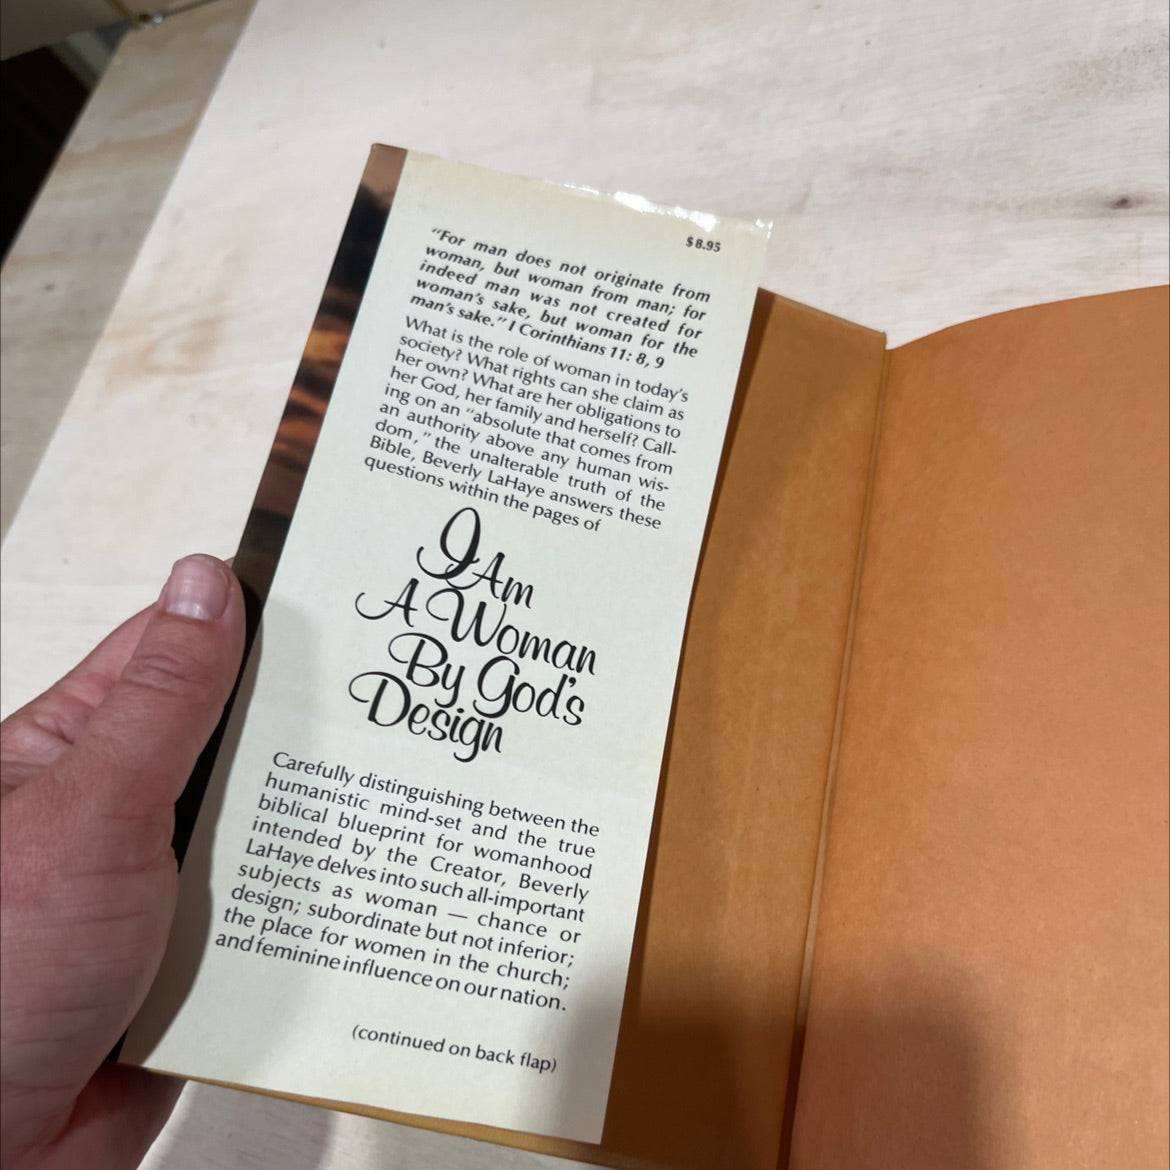 $8.95
"For man does not originate from
woman, but woman from man; for
indeed man was not created for
woman's sake, but woman for the
man's sake." I Corinthians 11: 8, 9
What is the role of woman in today's
society? What rights can she claim as
her own? What are her obligations to
her God, her family and herself? Call-
ing on an "absolute that comes from
an authority above any human wis-
dom," the unalterable truth of the
Bible, Beverly LaHaye answers these
questions within the pages of
I Am
A Woman
By God's
Design
Carefully distinguishing between the
humanistic mind-set and the true
biblical blueprint for womanhood
intended by the Creator, Beverly
LaHaye delves into such all-important
subjects as woman — chance or
design; subordinate but not inferior;
the place for women in the church;
and feminine influence on our nation.
(continued on back flap)